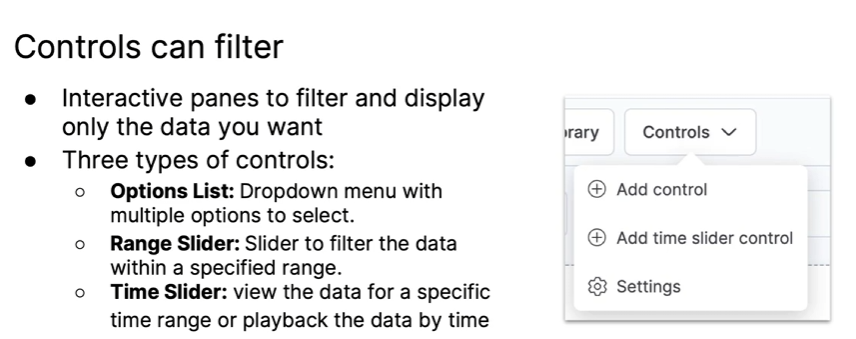 Controls can filter
● Interactive panes to filter and display
only the data you want
● Three types of controls:
○ Options List: Dropdown menu with
multiple options to select.
○ Range Slider: Slider to filter the data
within a specified range.
○ Time Slider: view the data for a specific
time range or playback the data by time
rary
Controls
Add control
Add time slider control
Settings